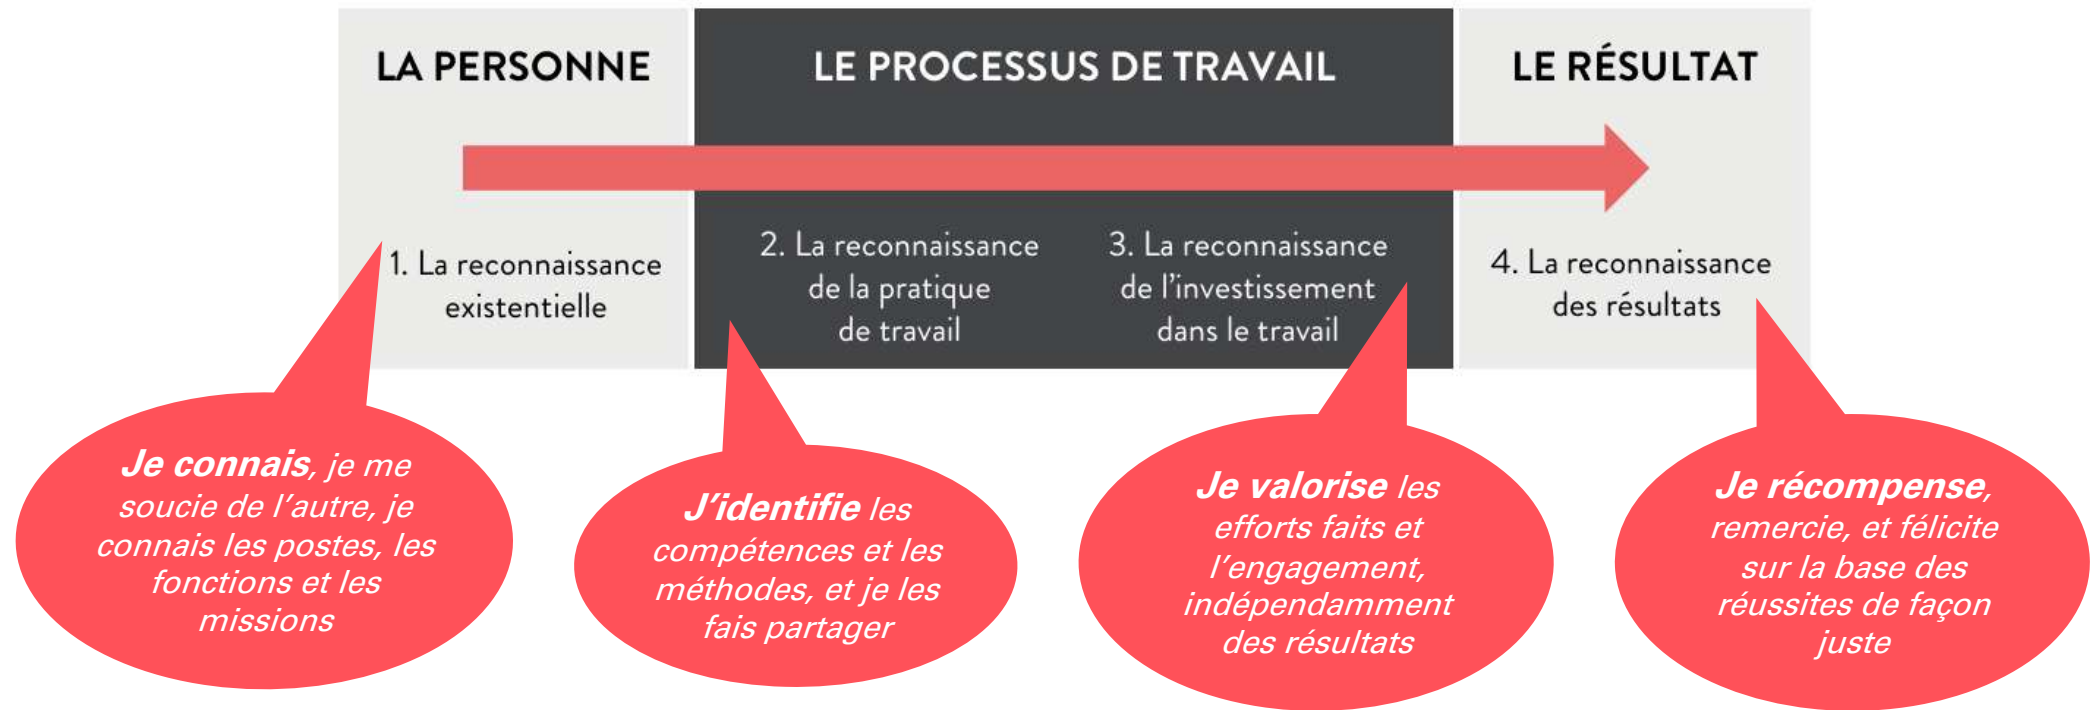 LA PERSONNE
LE PROCESSUS DE TRAVAIL
LE RÉSULTAT
1. La reconnaissance
existentielle
2. La reconnaissance
de la pratique
de travail
3. La reconnaissance
de l’investissement
dans le travail
4. La reconnaissance
des résultats
Je connais, je me
soucie de l’autre, je
connais les postes, les
fonctions et les
missions
J’identifie les
compétences et les
méthodes, et je les
fais partager
Je valorise les
efforts faits et
l’engagement,
indépendamment
des résultats
Je récompense,
remercie, et félicite
sur la base des
réussites de façon
juste